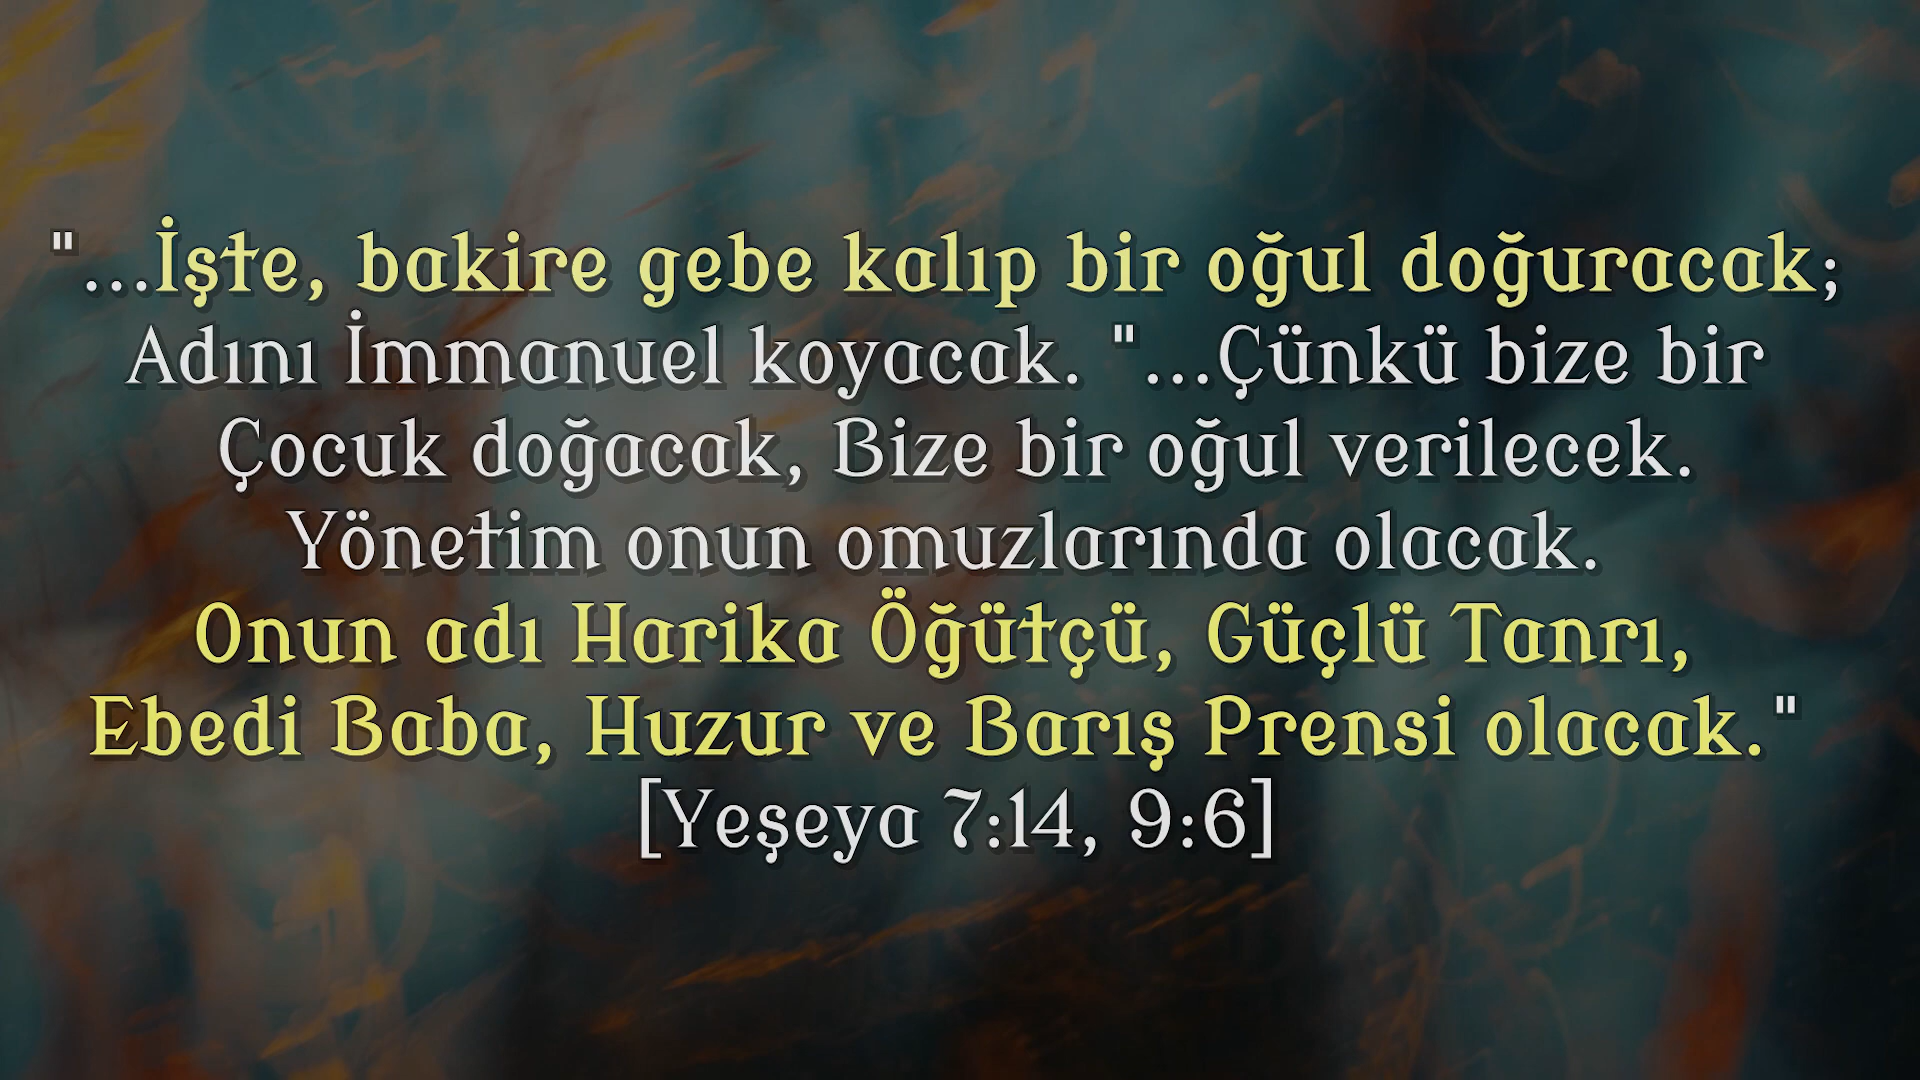 "...İşte, bakire gebe kalıp bir oğul doğuracak;
Adını İmmanuel koyacak. "...Çünkü bize bir
Çocuk doğacak, Bize bir oğul verilecek.
Yönetim onun omuzlarında olacak.
Onun adı Harika Öğütçü, Güçlü Tanrı,
Ebedi Baba, Huzur ve Barış Prensi olacak."
[Yeşeya 7:14, 9:6]